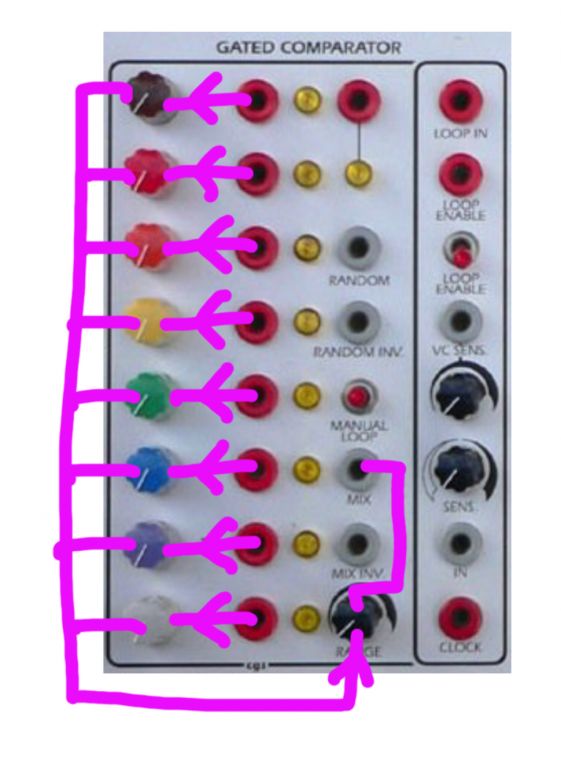 GATED COMPARATOR
LOOP IN
LOOP
ENABLE
RANDOM
LOOP
ENABLE
RANDOM INV.
VC SENS.
MANUAL
LOOP
MIX
SENS.
MIX INV.
IN
RANGE
CLOCK
cgs